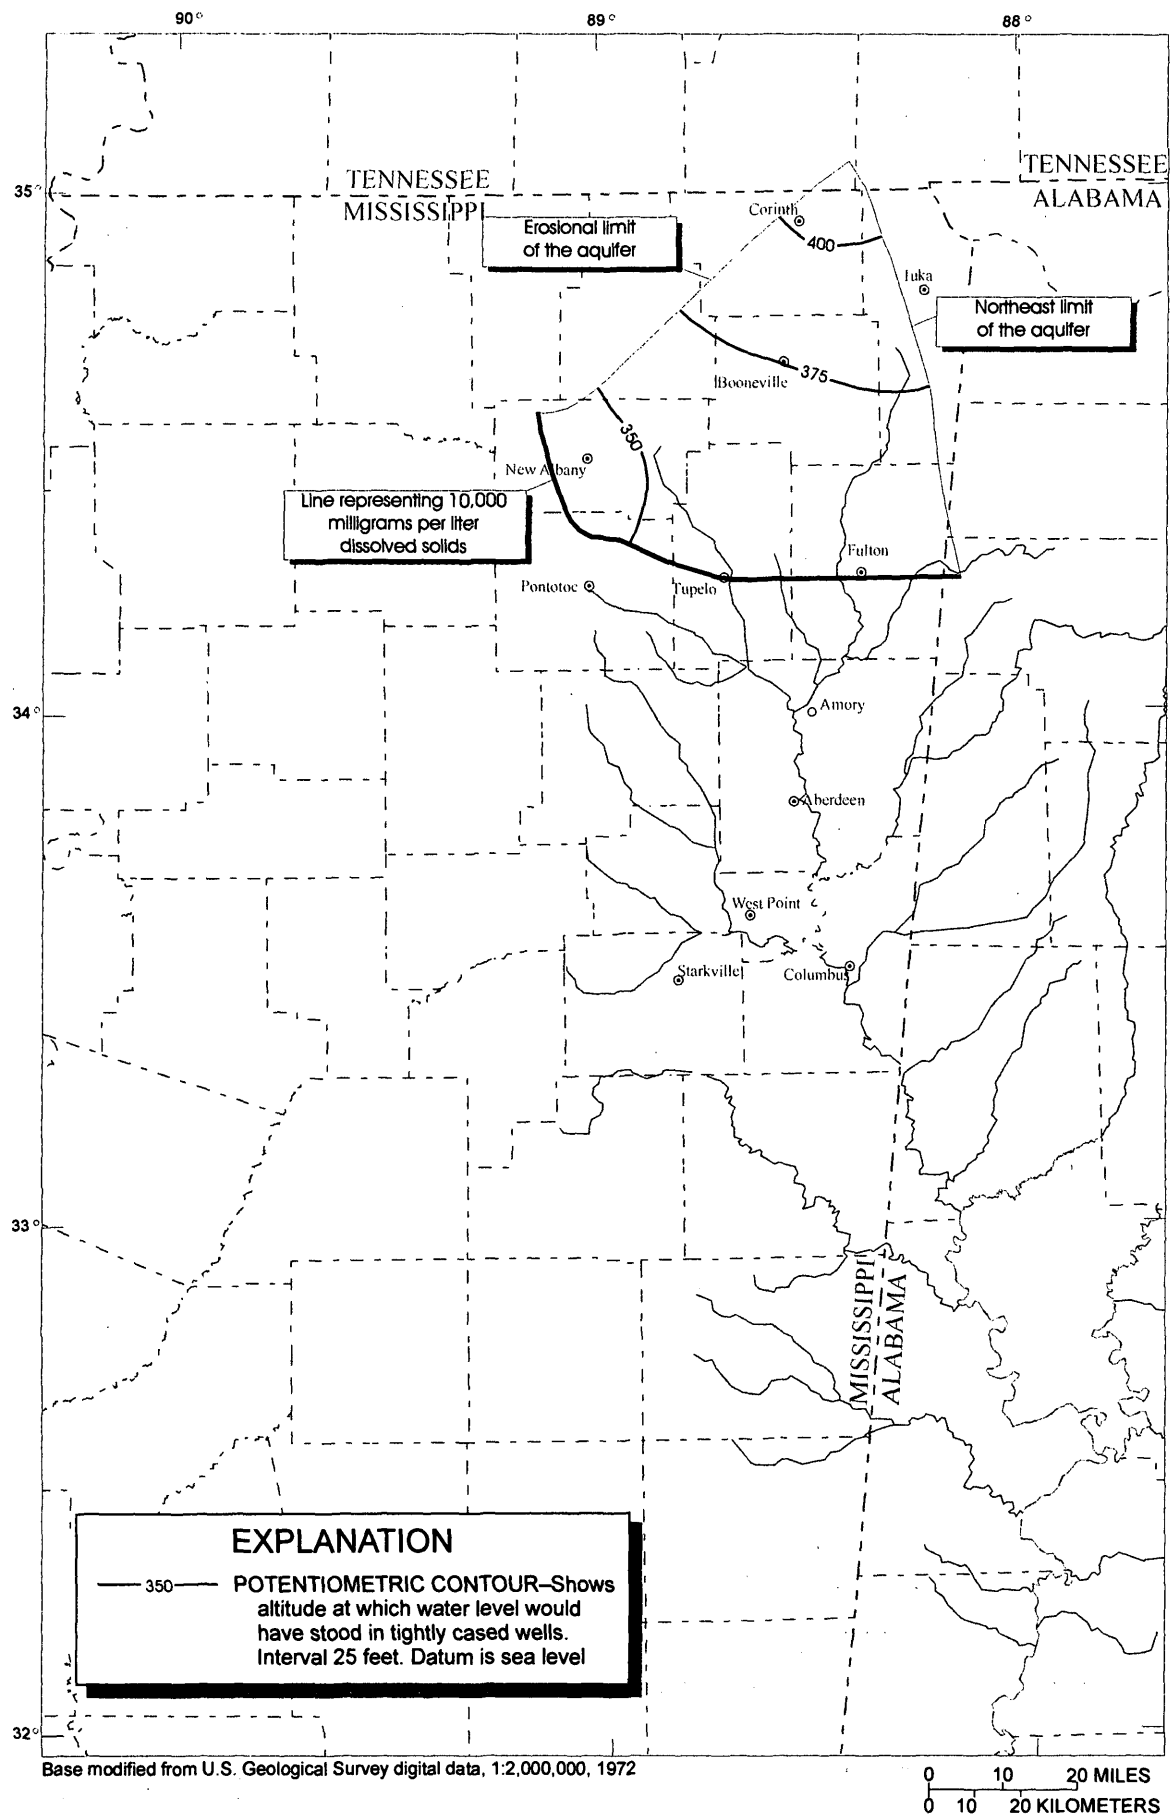 90°
89°
88°
35°
TENNESSEE
MISSISSIPPI
TENNESSEE
ALABAMA
Erosional limit
of the aquifer
Corinth
400
Iuka
Northeast limit
of the aquifer
Booneville
375
350
New Albany
Line representing 10,000
milligrams per liter
dissolved solids
Fulton
Pontotoc
Tupelo
34°
Amory
Aberdeen
West Point
Starkville
Columbus
33°
MISSISSIPPI
ALABAMA
EXPLANATION
350 POTENTIOMETRIC CONTOUR–Shows
altitude at which water level would
have stood in tightly cased wells.
Interval 25 feet. Datum is sea level
32°
Base modified from U.S. Geological Survey digital data, 1:2,000,000, 1972
0 10 20 MILES
0 10 20 KILOMETERS